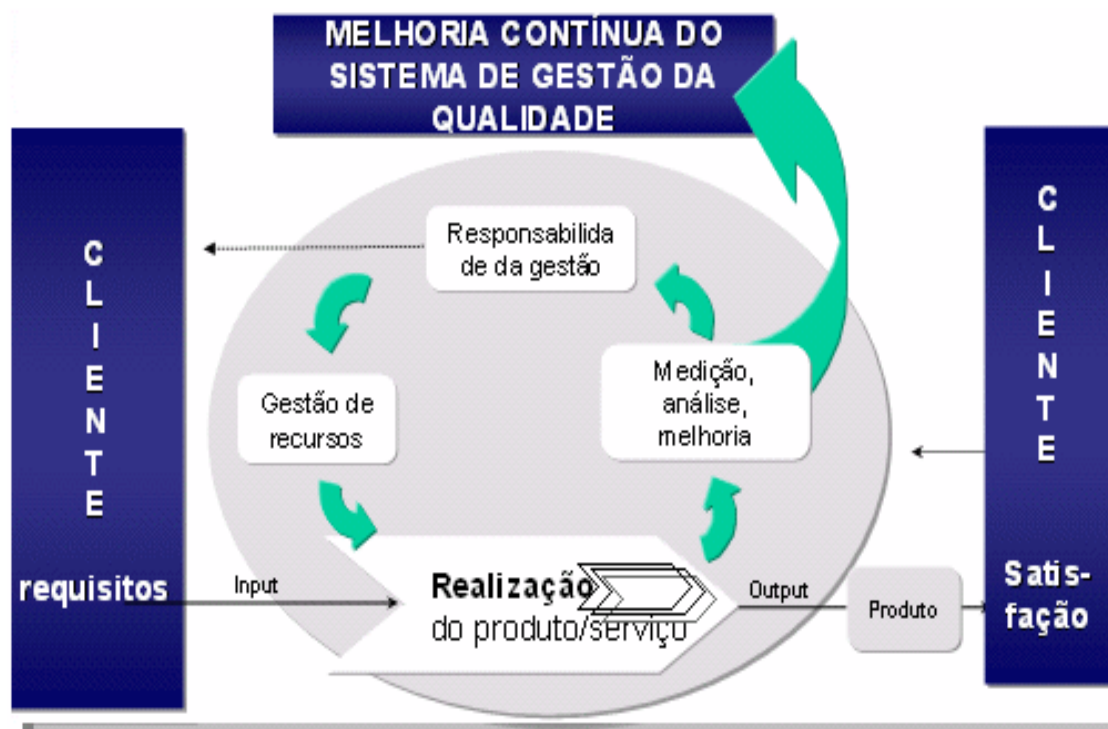 MELHORIA CONTÍNUA DO
SISTEMA DE GESTÃO DA
QUALIDADE
C
L
I
E
N
T
E
requisitos
Responsabilida
de da gestão
Gestão de
recursos
Medição,
análise,
melhoria
Input
Realização
do produto/serviço
Output
Produto
C
L
I
E
N
T
E
Satis-
fação